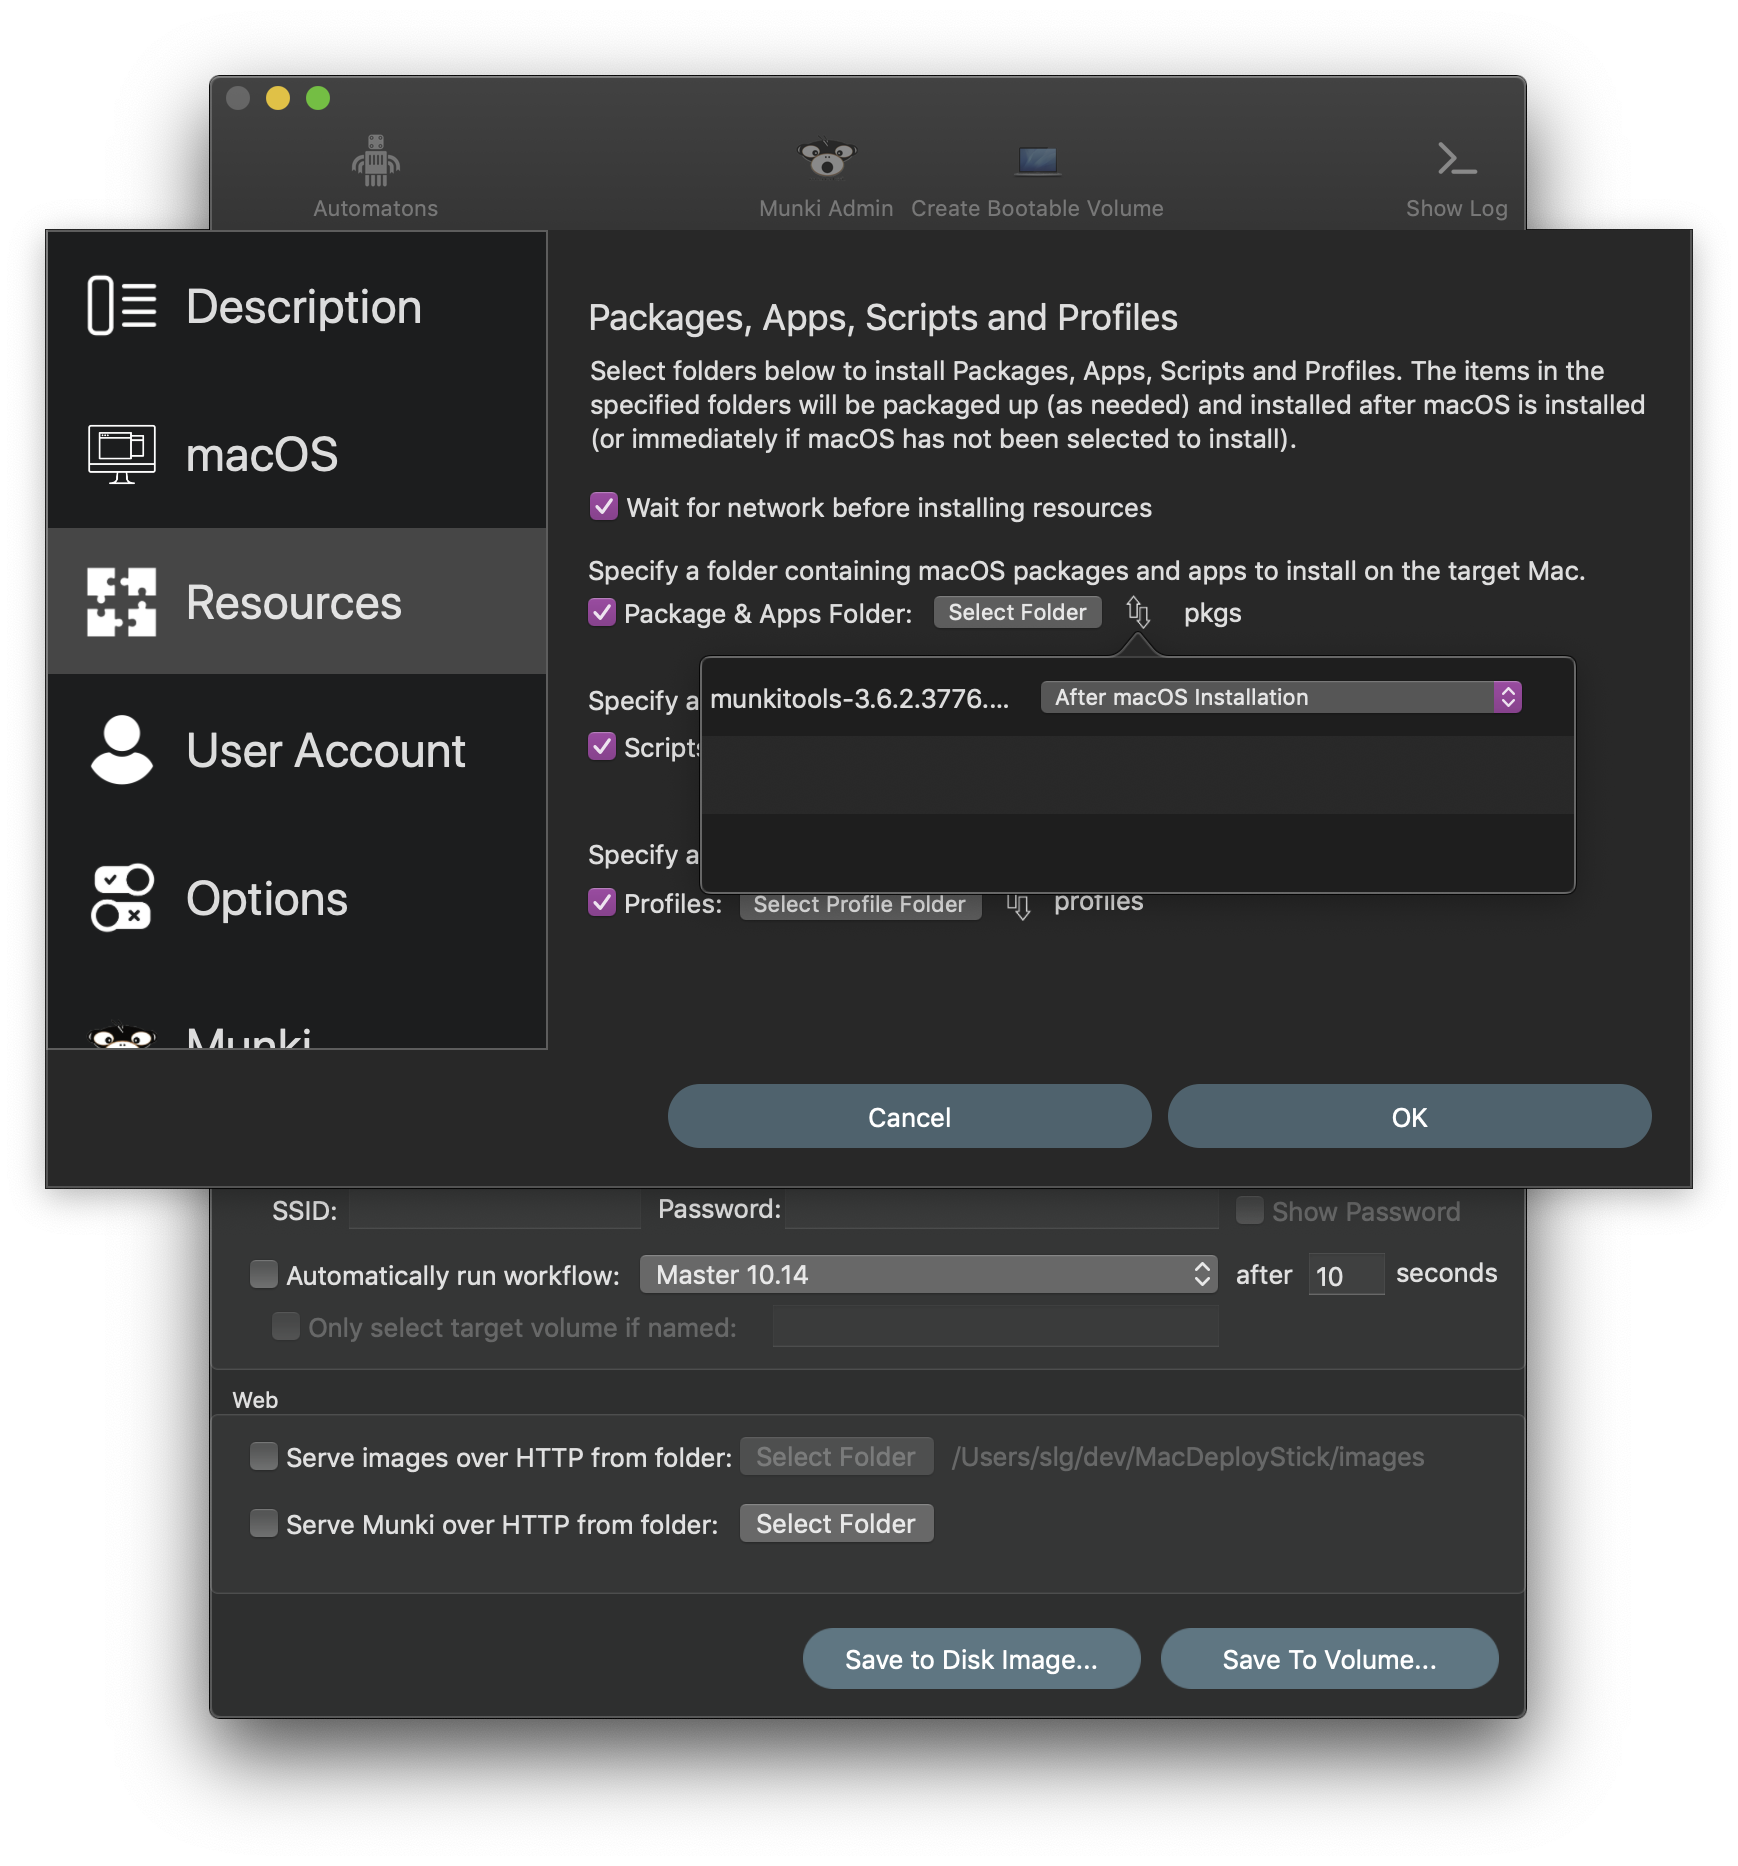 Automatons
Munki Admin
Create Bootable Volume
Show Log
Description
macOS
Resources
User Account
Options
Munki
Packages, Apps, Scripts and Profiles
Select folders below to install Packages, Apps, Scripts and Profiles. The items in the
specified folders will be packaged up (as needed) and installed after macOS is installed
(or immediately if macOS has not been selected to install).
Wait for network before installing resources
Specify a folder containing macOS packages and apps to install on the target Mac.
Package & Apps Folder: Select Folder pkgs
munkitools-3.6.2.3776.... After macOS Installation
Specify a
Scripts
Specify a
Profiles: Select Profile Folder profiles
Cancel
OK
SSID: Password: Show Password
Automatically run workflow: Master 10.14 after 10 seconds
Only select target volume if named:
Web
Serve images over HTTP from folder: Select Folder /Users/slg/dev/MacDeployStick/images
Serve Munki over HTTP from folder: Select Folder
Save to Disk Image...
Save To Volume...